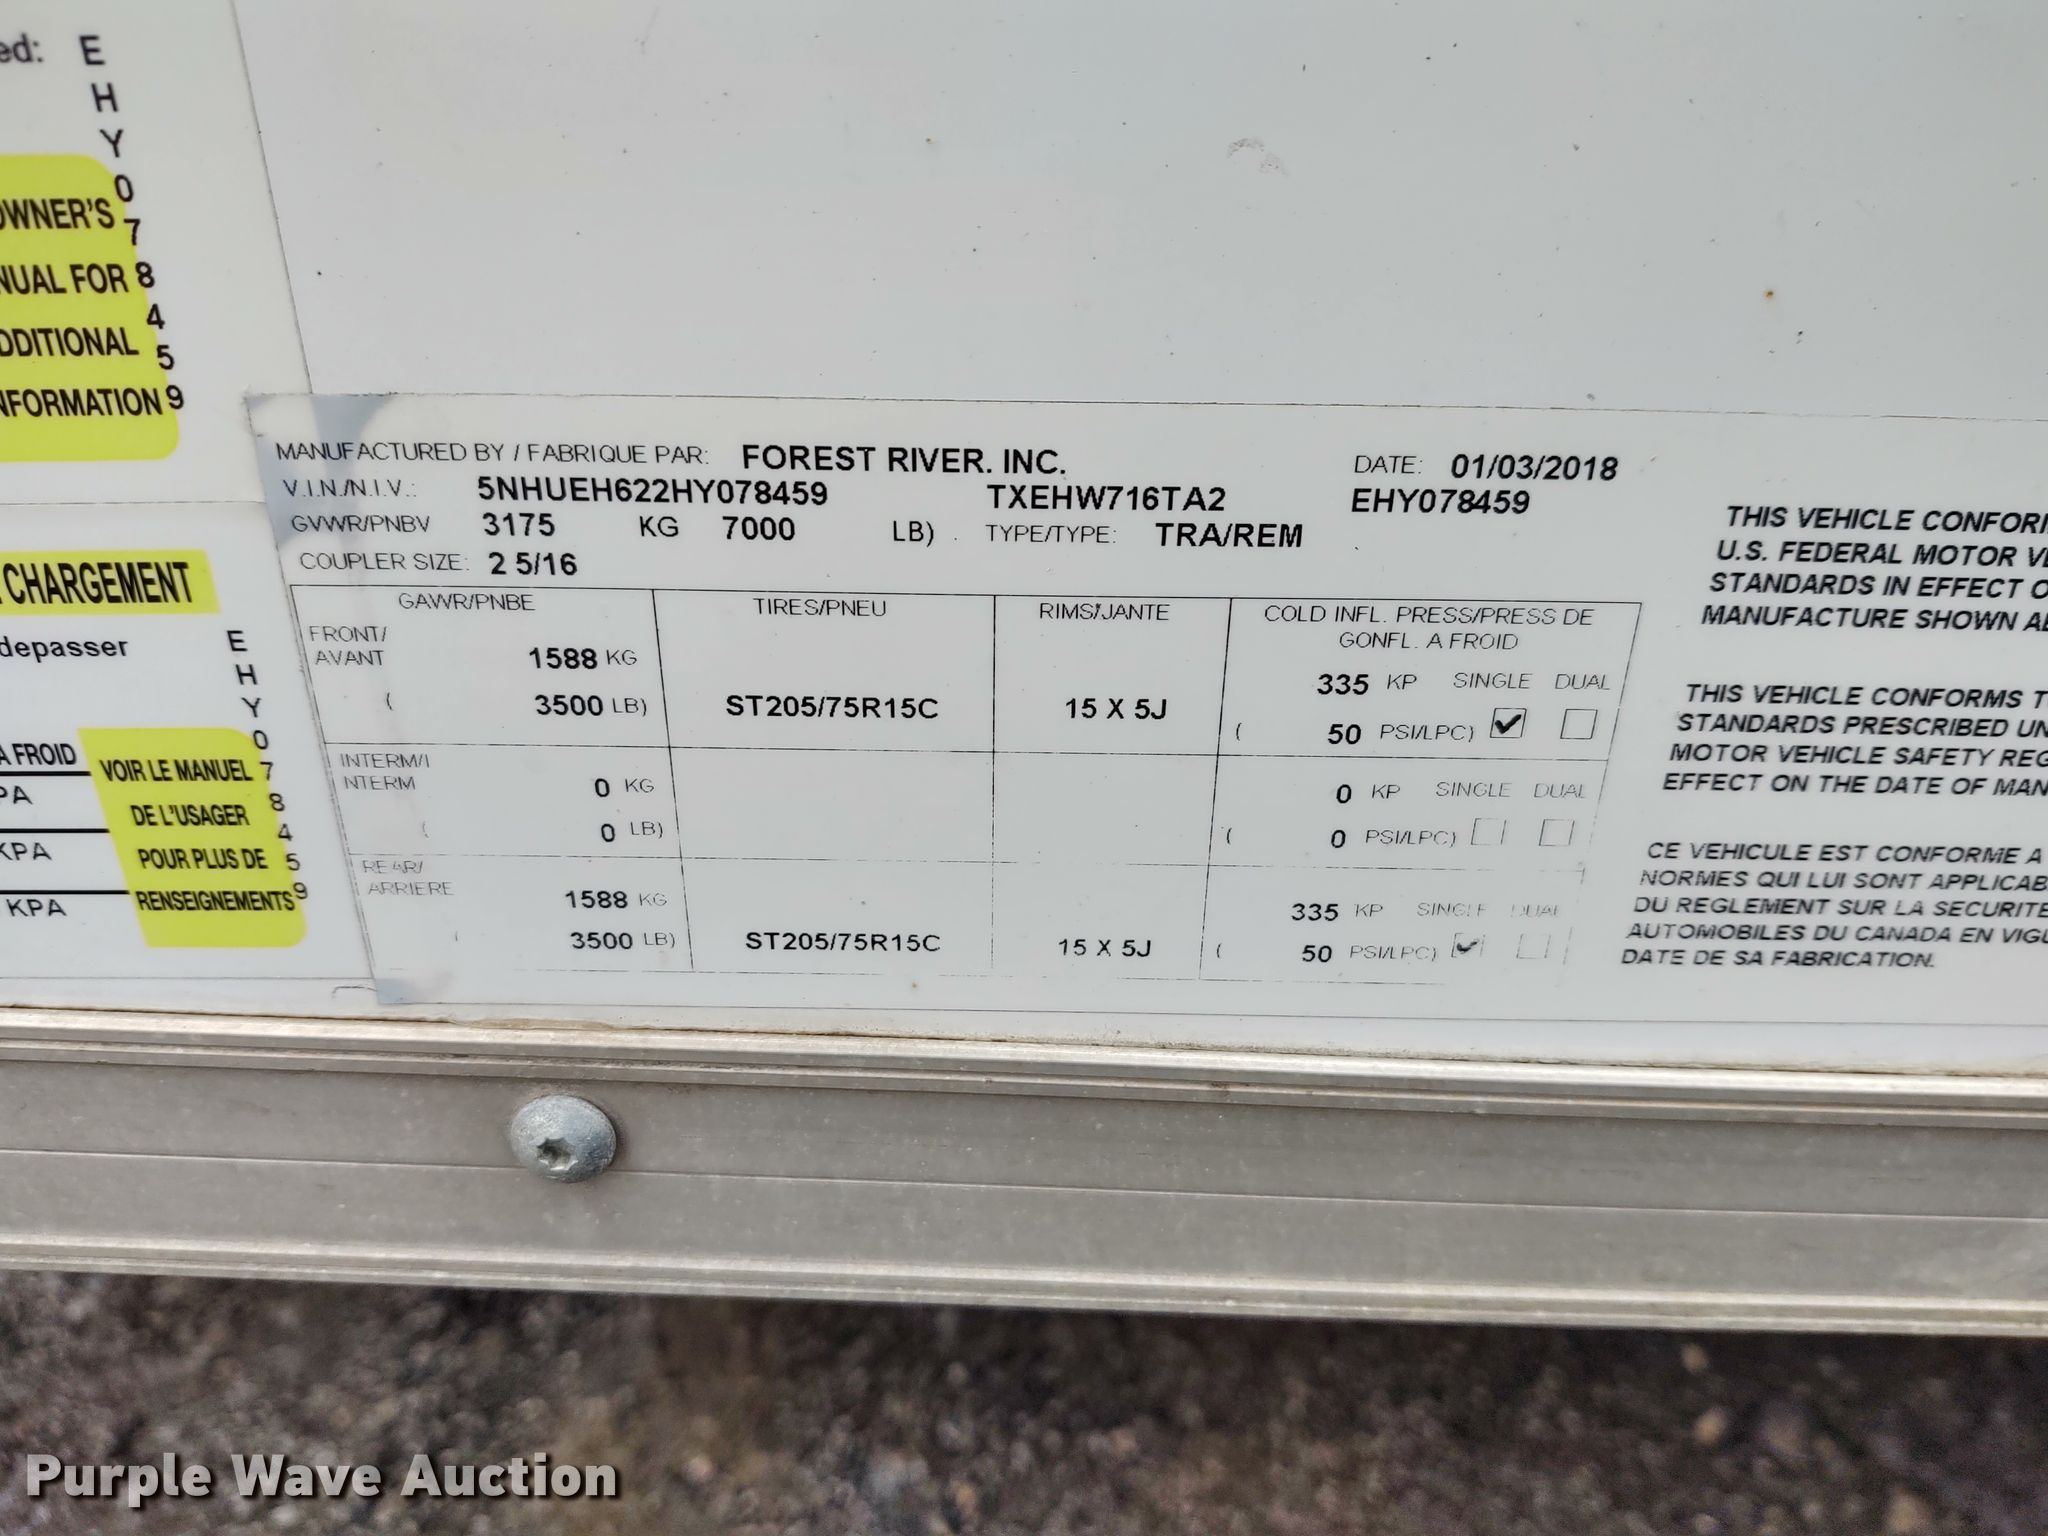 ed: E
H
Y
0
7
8
4
5
9
OWNER'S
NUAL FOR
DDITIONAL
NFORMATION
CHARGEMENT
depasser
A FROID
PA
KPA
KPA
VOIR LE MANUEL
DE L'USAGER
POUR PLUS DE
RENSEIGNEMENTS
E
H
Y
0
7
8
4
5
9
MANUFACTURED BY / FABRIQUE PAR: FOREST RIVER. INC. DATE: 01/03/2018
V.I.N./N.I.V.: 5NHUEH622HY078459 TXEHW716TA2 EHY078459
GVWR/PNBV 3175 KG 7000 LB) . TYPE/TYPE: TRA/REM
COUPLER SIZE: 2 5/16
GAWR/PNBE TIRES/PNEU RIMS/JANTE COLD INFL. PRESS/PRESS DE
GONFL. A FROID
FRONT/
AVANT 1588 KG 335 KP SINGLE DUAL
( 3500 LB) ST205/75R15C 15 X 5J ( 50 PSI/LPC) ✓
INTERM/I
NTERM 0 KG 0 KP SINGLE DUAL
( 0 LB) ( 0 PSI/LPC)
REAR/
ARRIERE 1588 KG 335 KP SINGLE DUAL
( 3500 LB) ST205/75R15C 15 X 5J ( 50 PSI/LPC) ✓
THIS VEHICLE CONFOR
U.S. FEDERAL MOTOR VE
STANDARDS IN EFFECT O
MANUFACTURE SHOWN AB
THIS VEHICLE CONFORMS T
STANDARDS PRESCRIBED UN
MOTOR VEHICLE SAFETY REG
EFFECT ON THE DATE OF MAN
CE VEHICULE EST CONFORME A
NORMES QUI LUI SONT APPLICAB
DU REGLEMENT SUR LA SECURITE
AUTOMOBILES DU CANADA EN VIGU
DATE DE SA FABRICATION.
Purple Wave Auction